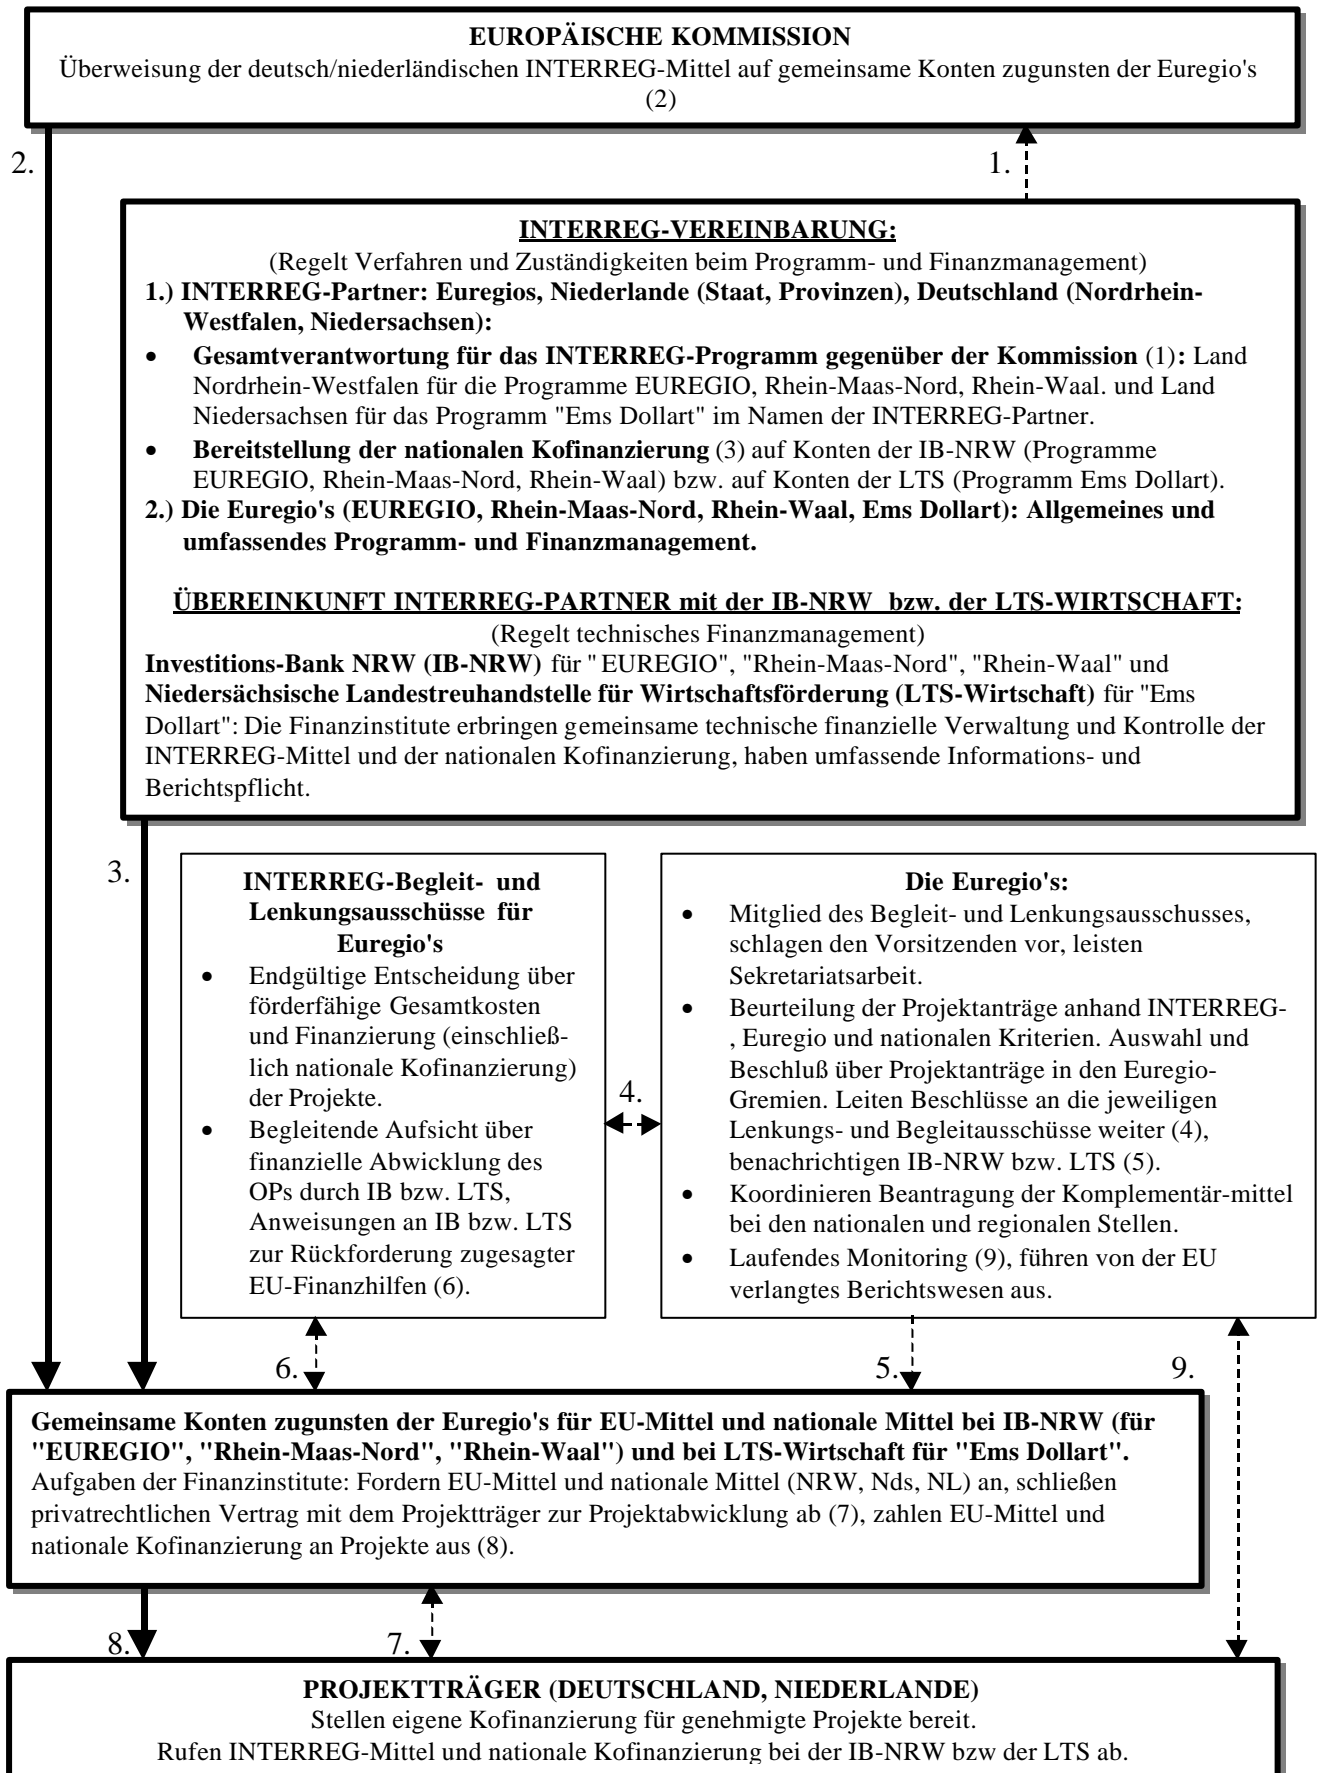 EUROPÄISCHE KOMMISSION
Überweisung der deutsch/niederländischen INTERREG-Mittel auf gemeinsame Konten zugunsten der Euregio's
(2)
2.
1.
INTERREG-VEREINBARUNG:
(Regelt Verfahren und Zuständigkeiten beim Programm- und Finanzmanagement)
1.) INTERREG-Partner: Euregios, Niederlande (Staat, Provinzen), Deutschland (Nordrhein-
Westfalen, Niedersachsen):
• Gesamtverantwortung für das INTERREG-Programm gegenüber der Kommission (1): Land
Nordrhein-Westfalen für die Programme EUREGIO, Rhein-Maas-Nord, Rhein-Waal. und Land
Niedersachsen für das Programm "Ems Dollart" im Namen der INTERREG-Partner.
• Bereitstellung der nationalen Kofinanzierung (3) auf Konten der IB-NRW (Programme
EUREGIO, Rhein-Maas-Nord, Rhein-Waal) bzw. auf Konten der LTS (Programm Ems Dollart).
2.) Die Euregio's (EUREGIO, Rhein-Maas-Nord, Rhein-Waal, Ems Dollart): Allgemeines und
umfassendes Programm- und Finanzmanagement.
ÜBEREINKUNFT INTERREG-PARTNER mit der IB-NRW bzw. der LTS-WIRTSCHAFT:
(Regelt technisches Finanzmanagement)
Investitions-Bank NRW (IB-NRW) für "EUREGIO", "Rhein-Maas-Nord", "Rhein-Waal" und
Niedersächsische Landestreuhandstelle für Wirtschaftsförderung (LTS-Wirtschaft) für "Ems
Dollart": Die Finanzinstitute erbringen gemeinsame technische finanzielle Verwaltung und Kontrolle der
INTERREG-Mittel und der nationalen Kofinanzierung, haben umfassende Informations- und
Berichtspflicht.
3.
INTERREG-Begleit- und
Lenkungsausschüsse für
Euregio's
• Endgültige Entscheidung über
förderfähige Gesamtkosten
und Finanzierung (einschließ-
lich nationale Kofinanzierung)
der Projekte.
• Begleitende Aufsicht über
finanzielle Abwicklung des
OPs durch IB bzw. LTS,
Anweisungen an IB bzw. LTS
zur Rückforderung zugesagter
EU-Finanzhilfen (6).
4.
Die Euregio's:
• Mitglied des Begleit- und Lenkungsausschusses,
schlagen den Vorsitzenden vor, leisten
Sekretariatsarbeit.
• Beurteilung der Projektanträge anhand INTERREG-
, Euregio und nationalen Kriterien. Auswahl und
Beschluß über Projektanträge in den Euregio-
Gremien. Leiten Beschlüsse an die jeweiligen
Lenkungs- und Begleitausschüsse weiter (4),
benachrichtigen IB-NRW bzw. LTS (5).
• Koordinieren Beantragung der Komplementär-mittel
bei den nationalen und regionalen Stellen.
• Laufendes Monitoring (9), führen von der EU
verlangtes Berichtswesen aus.
6.
5.
9.
Gemeinsame Konten zugunsten der Euregio's für EU-Mittel und nationale Mittel bei IB-NRW (für
"EUREGIO", "Rhein-Maas-Nord", "Rhein-Waal") und bei LTS-Wirtschaft für "Ems Dollart".
Aufgaben der Finanzinstitute: Fordern EU-Mittel und nationale Mittel (NRW, Nds, NL) an, schließen
privatrechtlichen Vertrag mit dem Projektträger zur Projektabwicklung ab (7), zahlen EU-Mittel und
nationale Kofinanzierung an Projekte aus (8).
8.
7.
PROJEKTTRÄGER (DEUTSCHLAND, NIEDERLANDE)
Stellen eigene Kofinanzierung für genehmigte Projekte bereit.
Rufen INTERREG-Mittel und nationale Kofinanzierung bei der IB-NRW bzw der LTS ab.